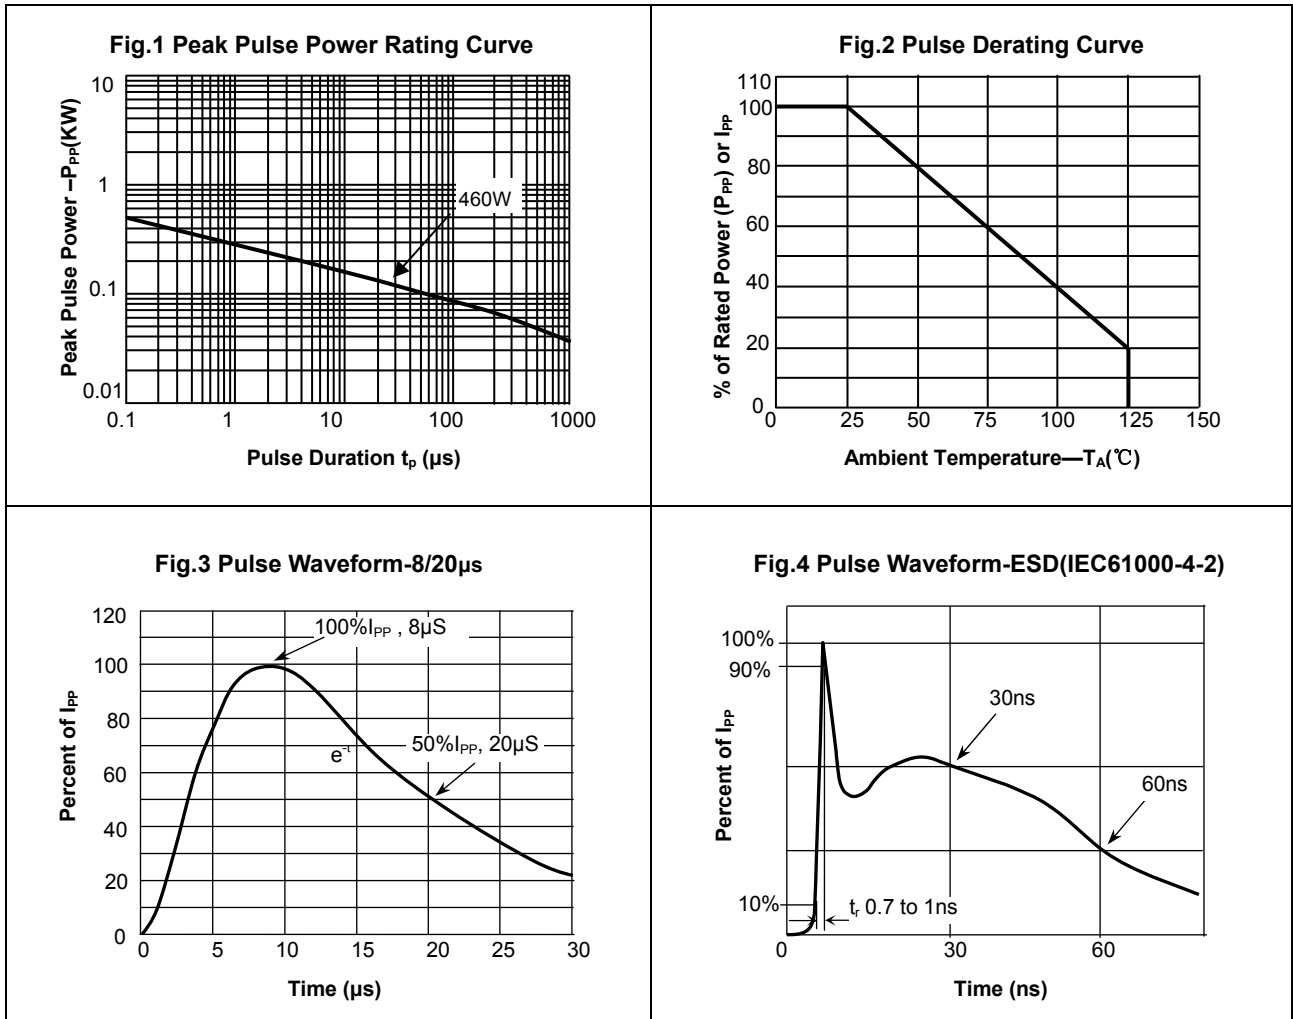 Fig.1 Peak Pulse Power Rating Curve
Peak Pulse Power –PPP(KW)
10
1
0.1
0.01
460W
0.1 1 10 100 1000
Pulse Duration tp (µs)
Fig.2 Pulse Derating Curve
% of Rated Power (PPP) or IPP
110
100
80
60
40
20
0
0 25 50 75 100 125 150
Ambient Temperature—TA(℃)
Fig.3 Pulse Waveform-8/20µs
Percent of IPP
120
100
80
60
40
20
0
100%IPP , 8µS
e-t
50%IPP, 20µS
0 5 10 15 20 25 30
Time (µs)
Fig.4 Pulse Waveform-ESD(IEC61000-4-2)
Percent of IPP
100%
90%
10%
30ns
60ns
tr 0.7 to 1ns
0 30 60
Time (ns)